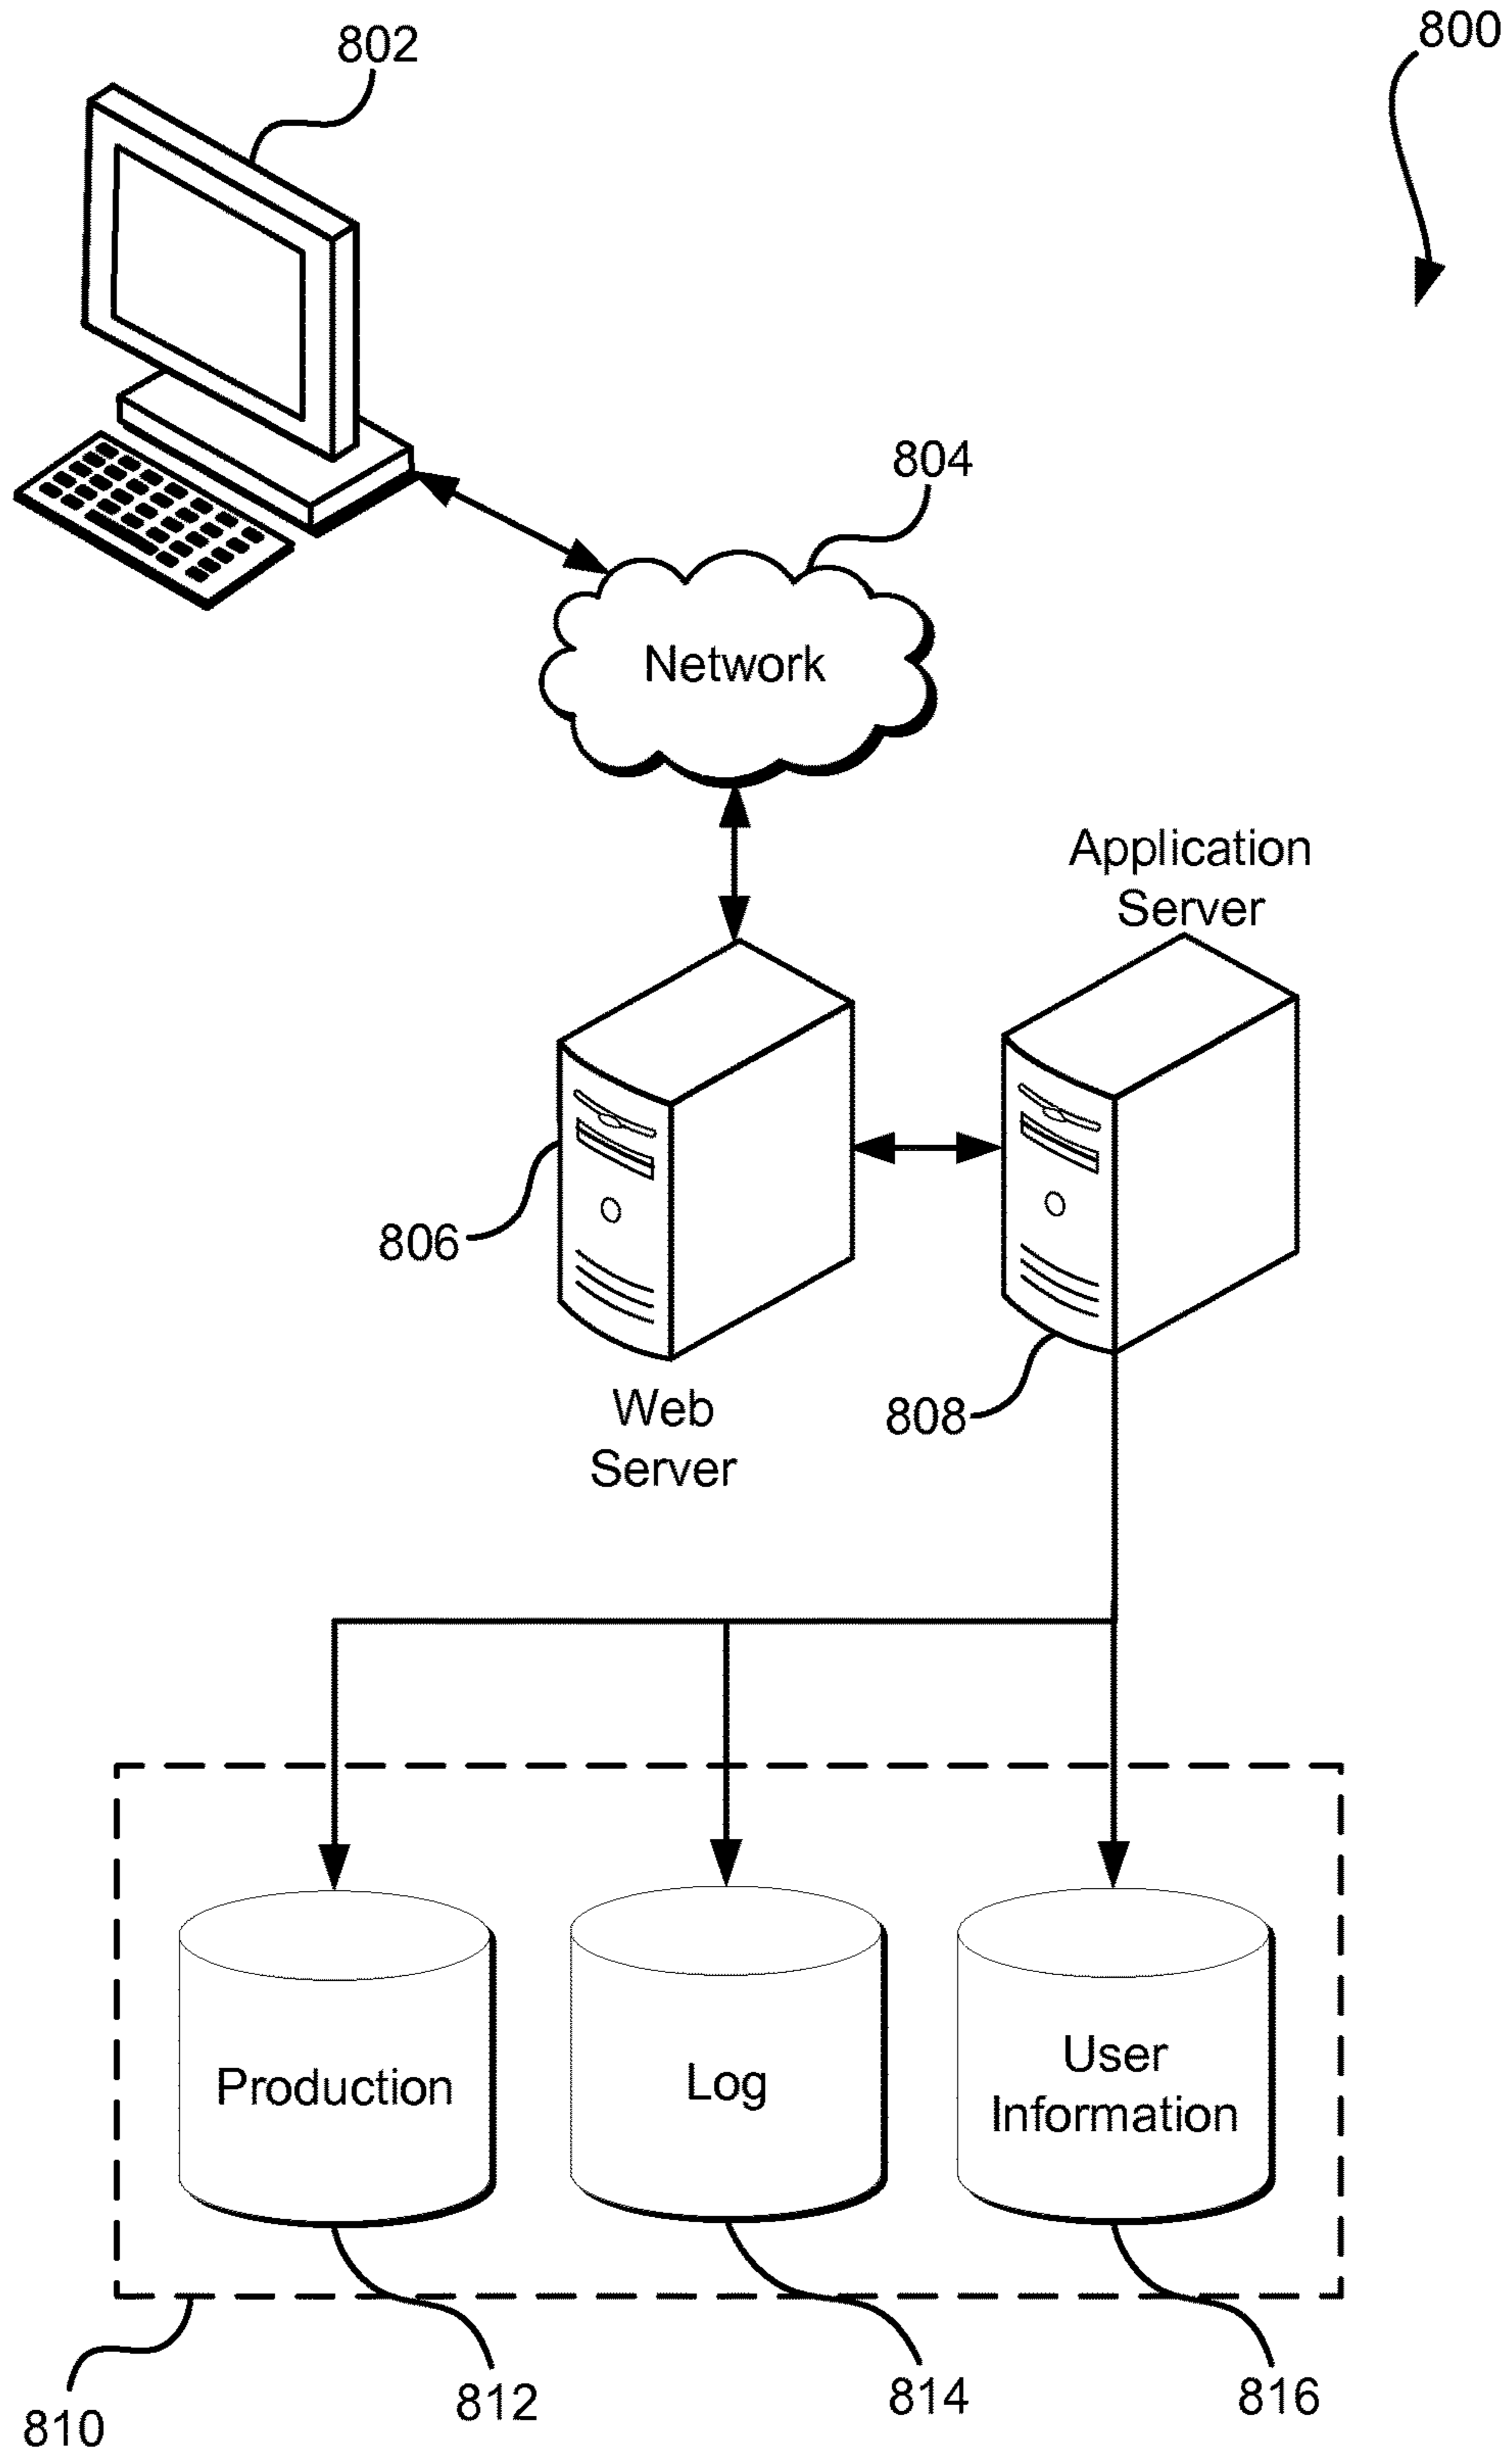 802
800
804
Network
Application
Server
806
808
Web
Server
Production
Log
User
Information
810
812
814
816